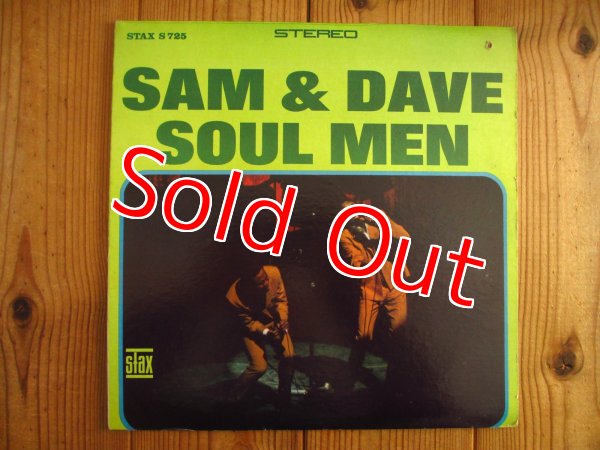 STAX S 725
STEREO
SAM & DAVE
SOUL MEN
Sold Out
stax